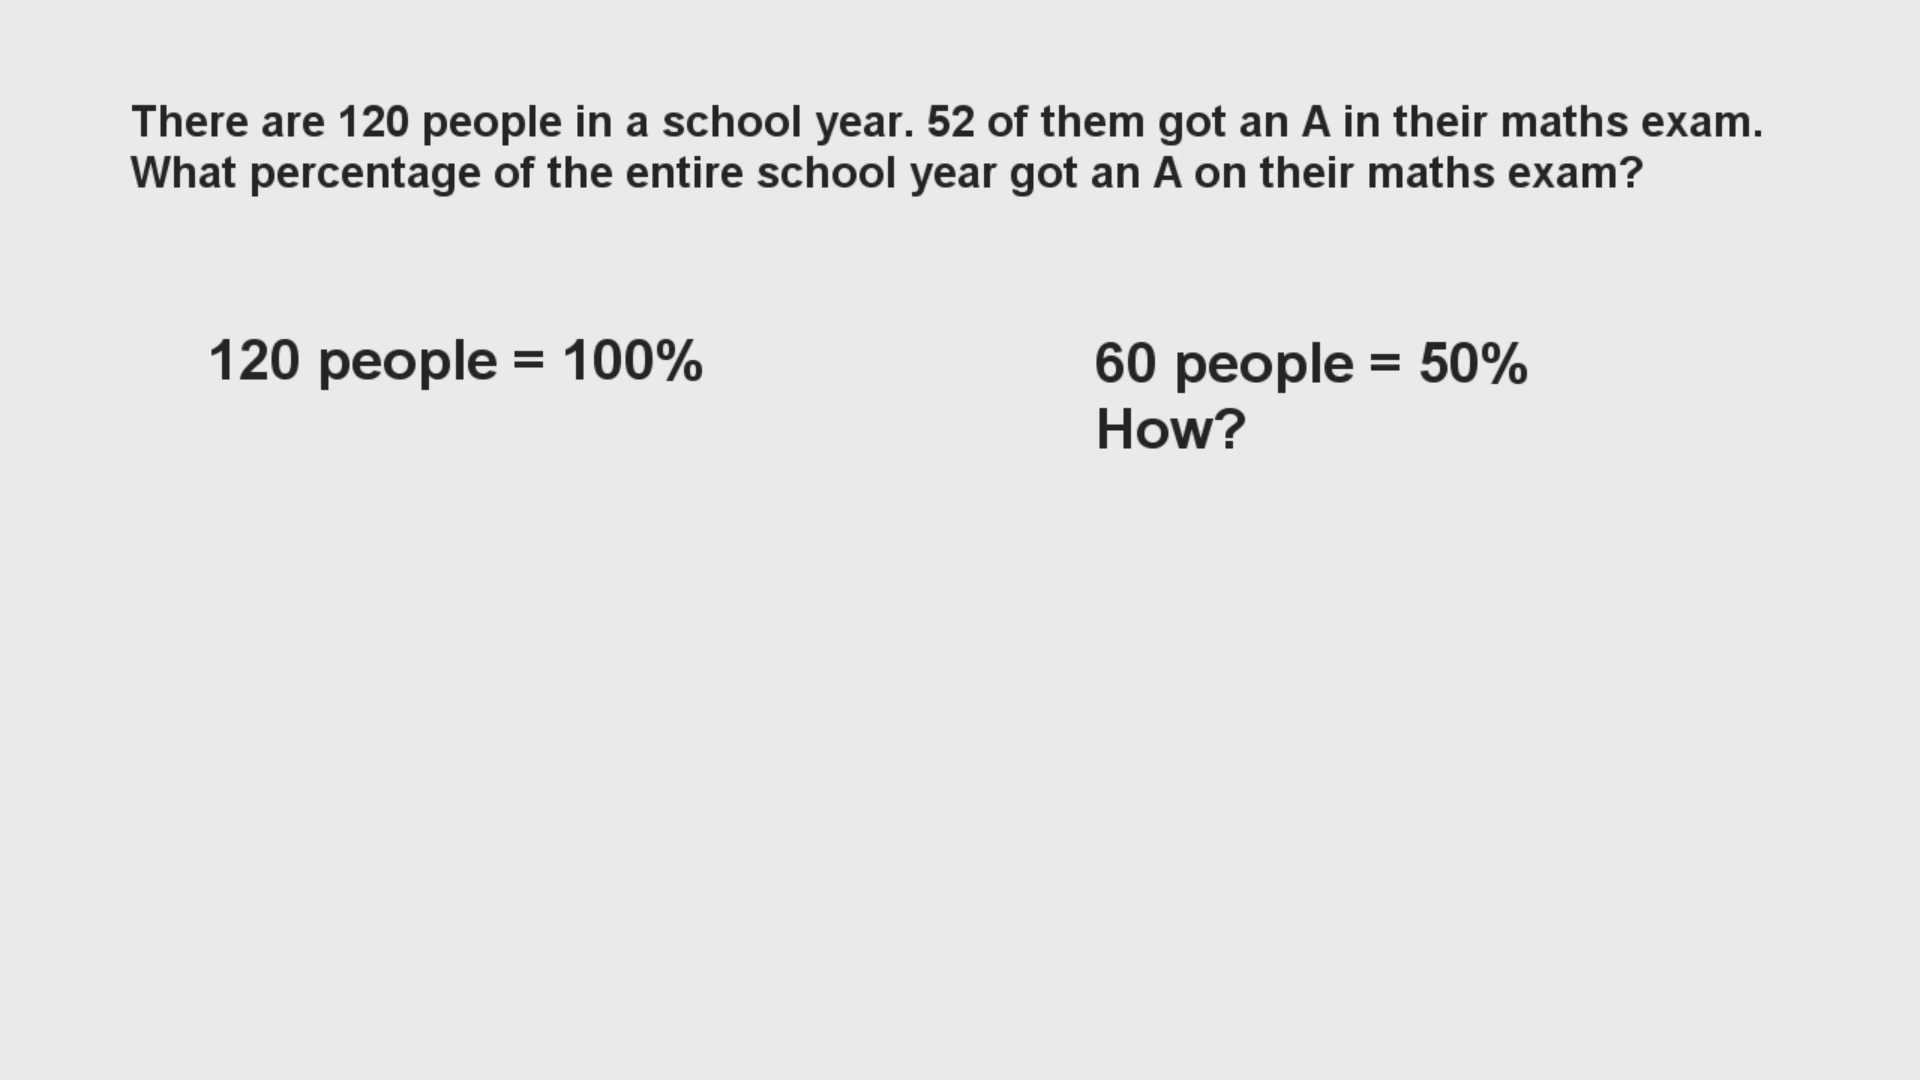 There are 120 people in a school year. 52 of them got an A in their maths exam.
What percentage of the entire school year got an A on their maths exam?
120 people = 100%
60 people = 50%
How?